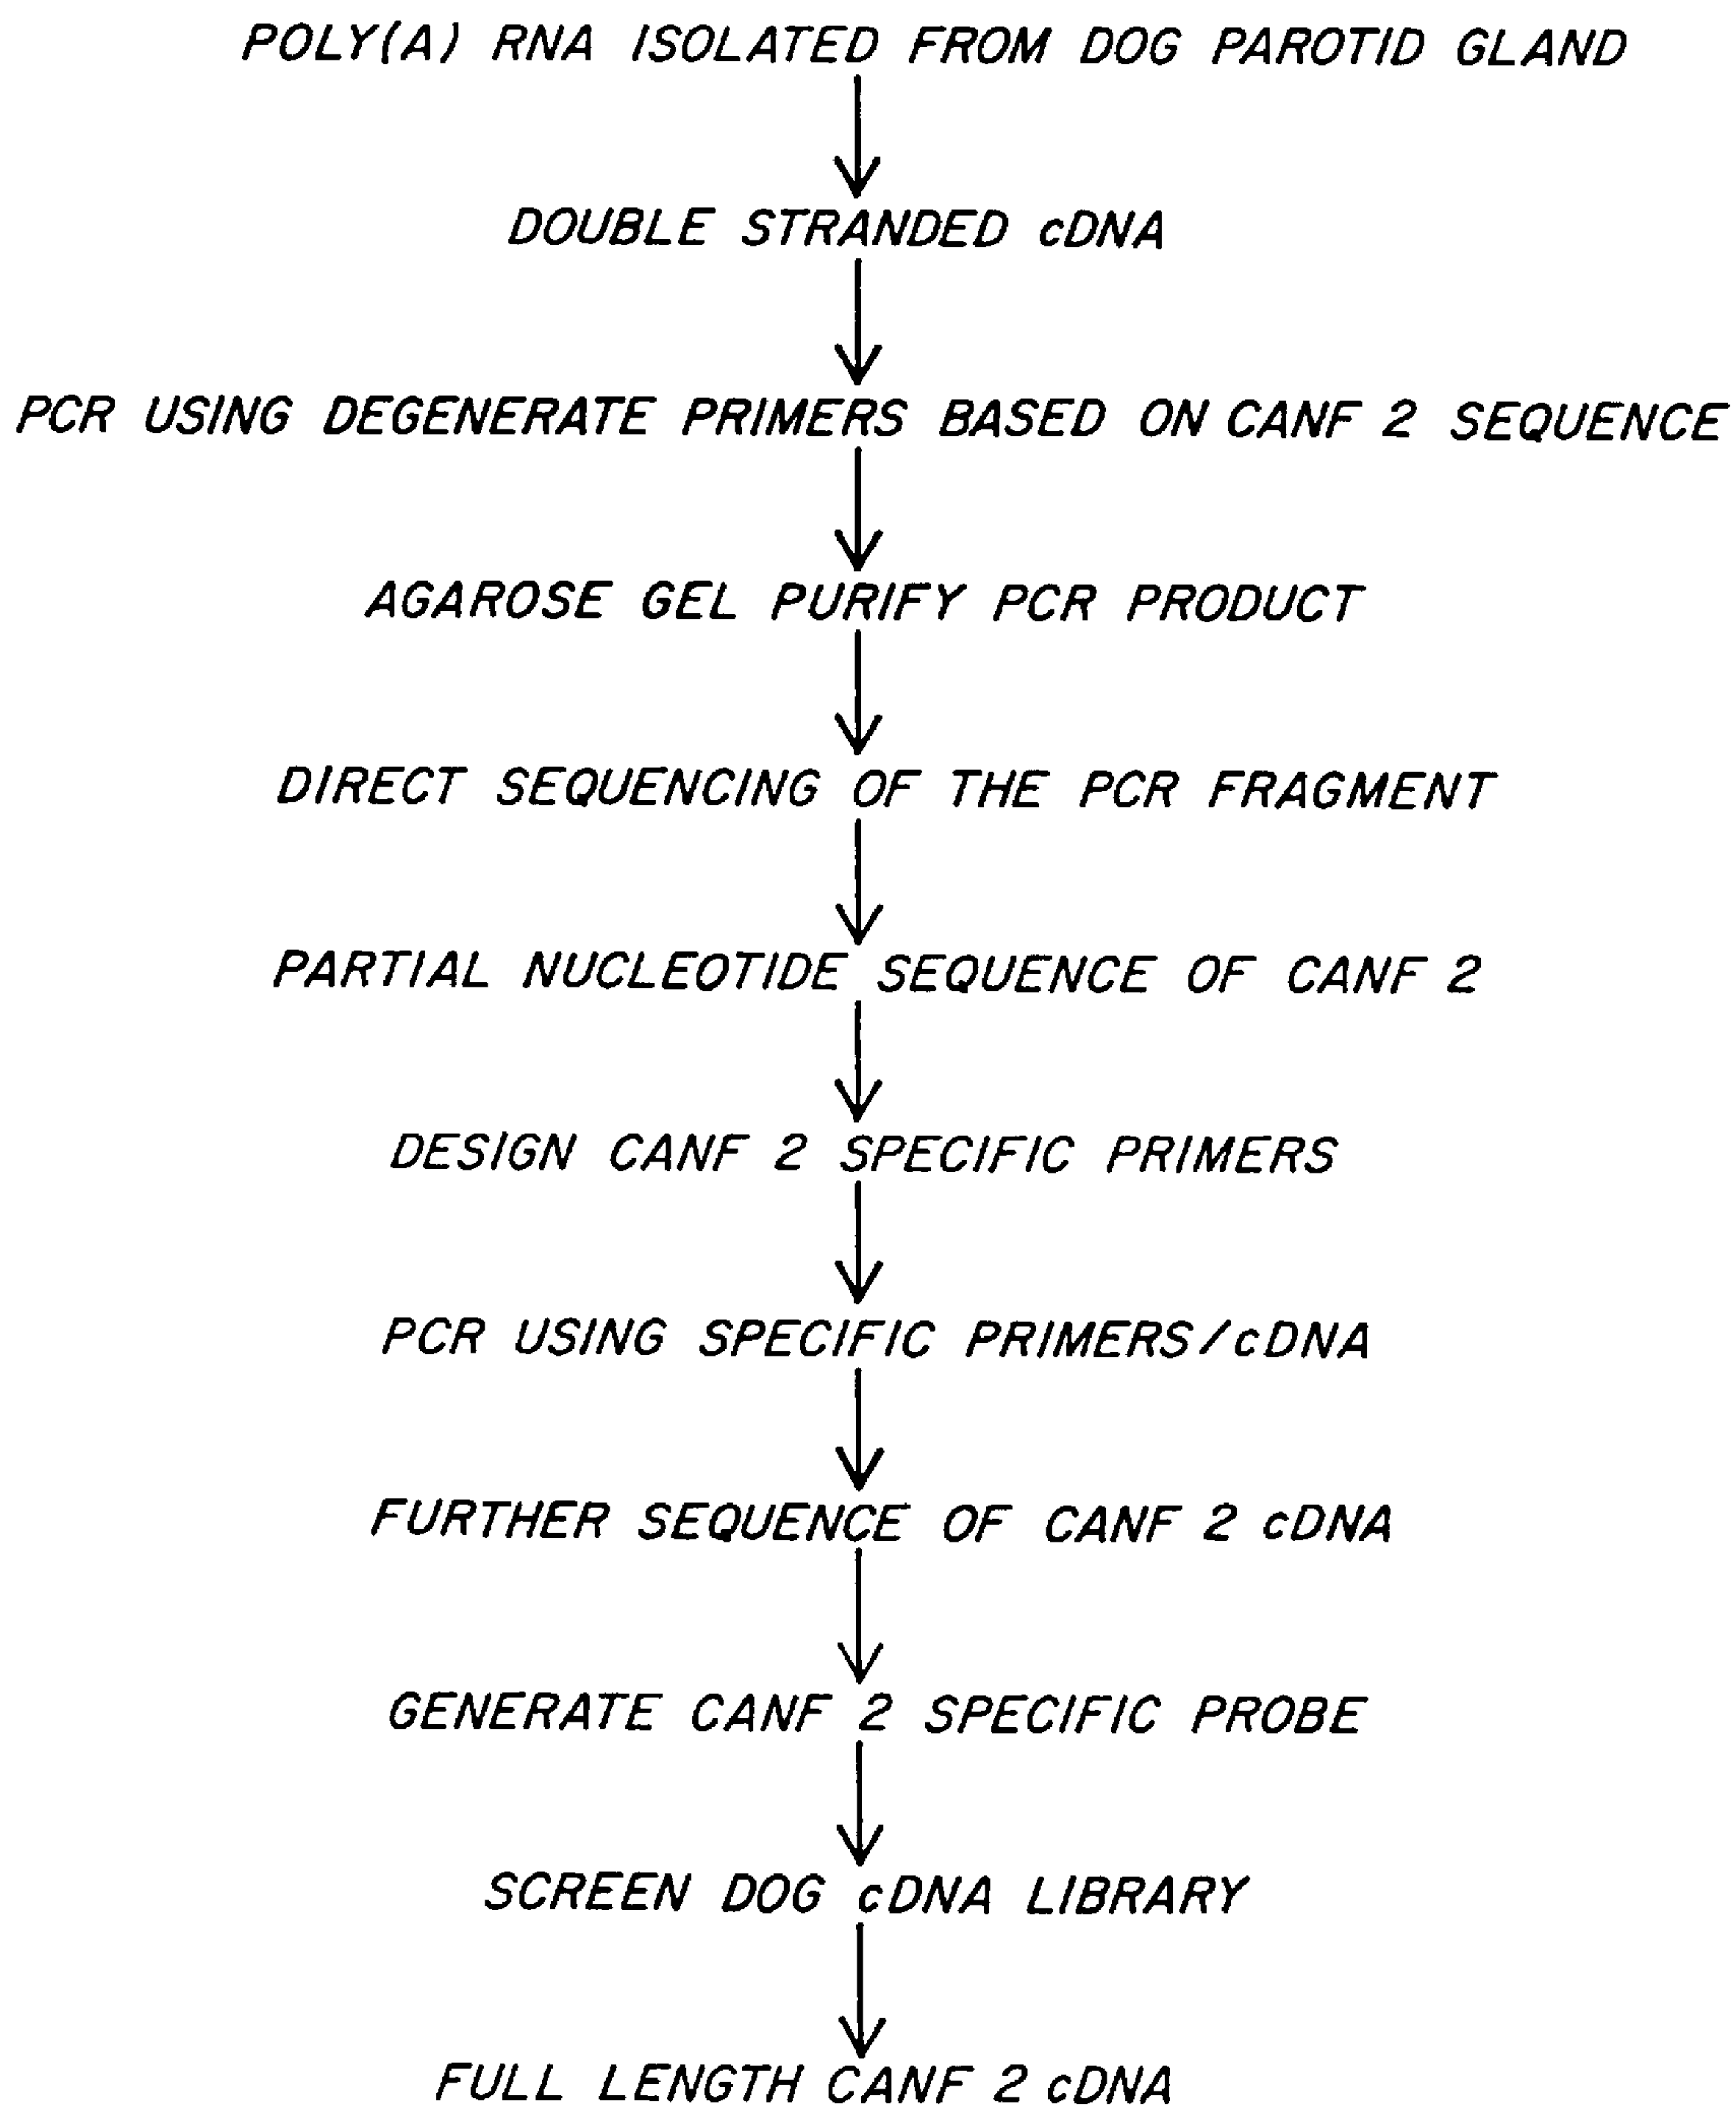 POLY(A) RNA ISOLATED FROM DOG PAROTID GLAND
DOUBLE STRANDED cDNA
PCR USING DEGENERATE PRIMERS BASED ON CANF 2 SEQUENCE
AGAROSE GEL PURIFY PCR PRODUCT
DIRECT SEQUENCING OF THE PCR FRAGMENT
PARTIAL NUCLEOTIDE SEQUENCE OF CANF 2
DESIGN CANF 2 SPECIFIC PRIMERS
PCR USING SPECIFIC PRIMERS/cDNA
FURTHER SEQUENCE OF CANF 2 cDNA
GENERATE CANF 2 SPECIFIC PROBE
SCREEN DOG cDNA LIBRARY
FULL LENGTH CANF 2 cDNA